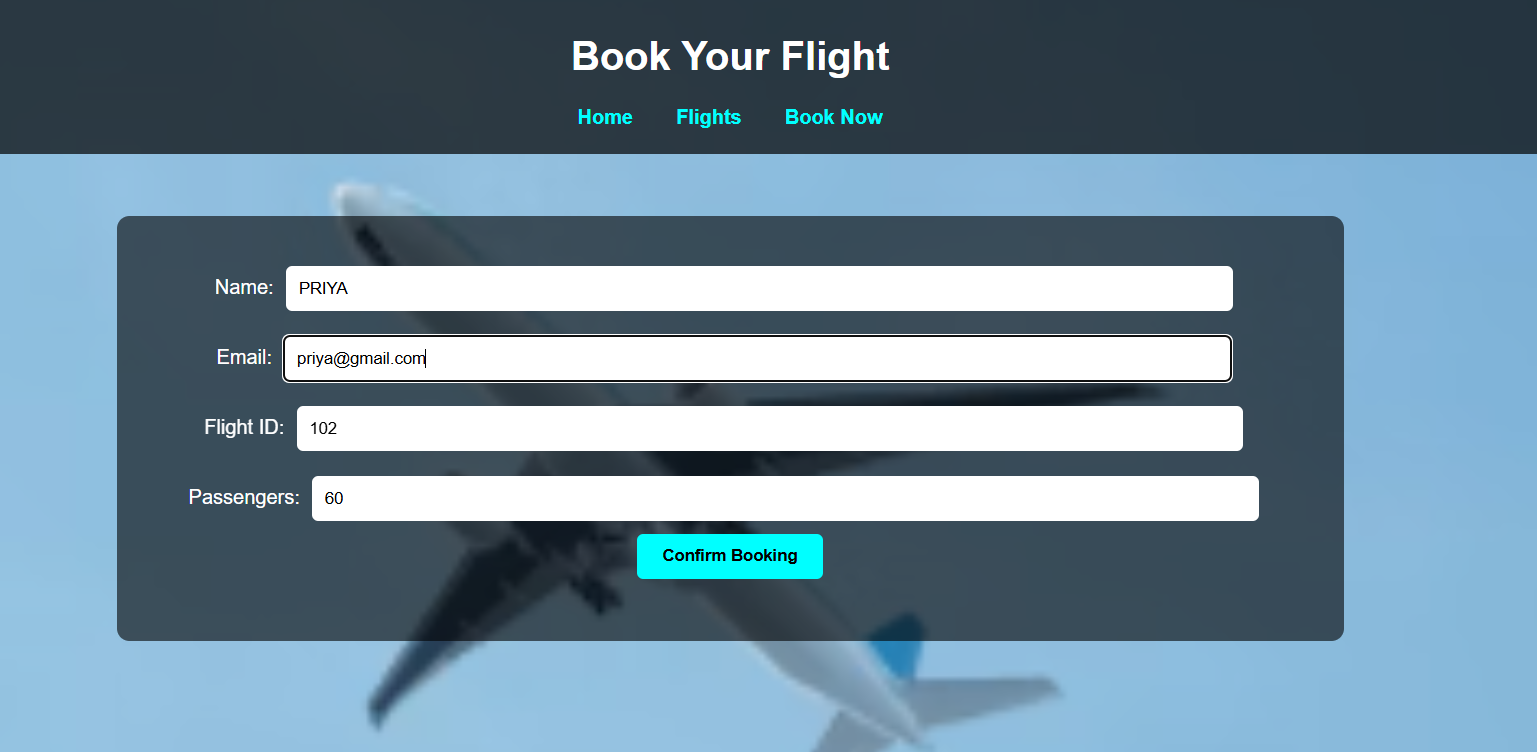 Book Your Flight
Home Flights Book Now
Name: PRIYA
Email: priya@gmail.com
Flight ID: 102
Passengers: 60
Confirm Booking